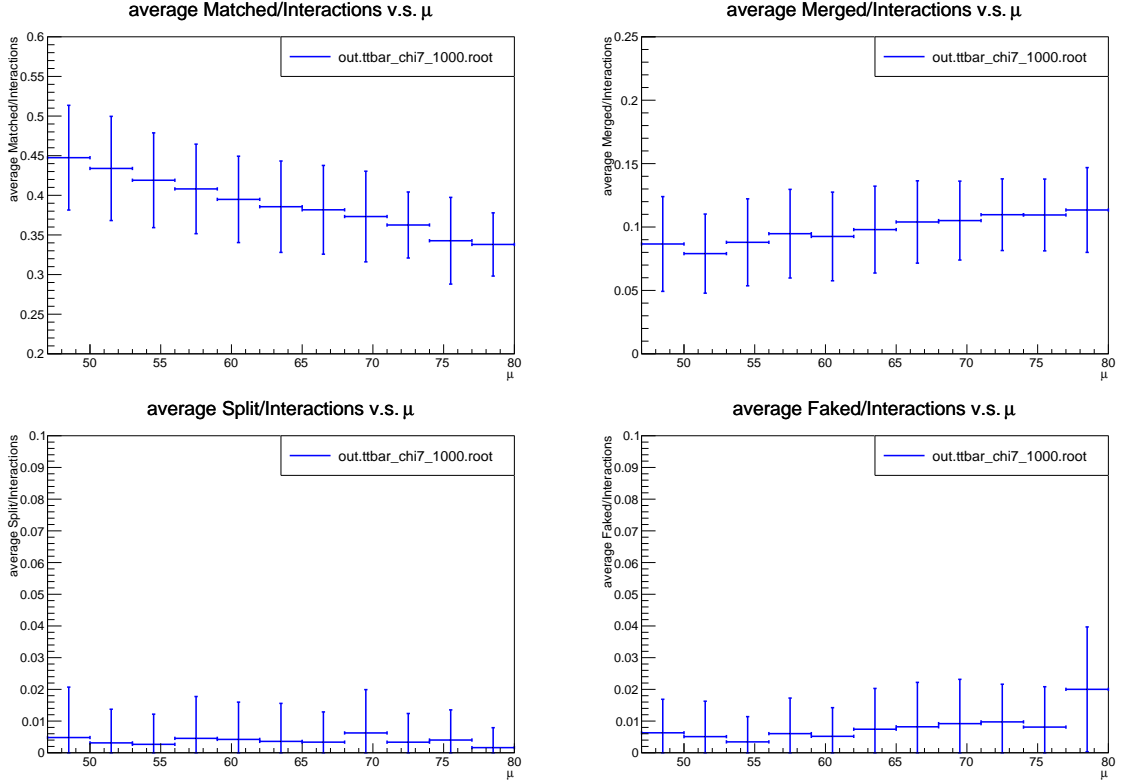 average Matched/Interactions v.s. μ
average Matched/Interactions
0.6
0.55
0.5
0.45
0.4
0.35
0.3
0.25
0.2
out.ttbar_chi7_1000.root
50 55 60 65 70 75 80
μ
average Merged/Interactions v.s. μ
average Merged/Interactions
0.25
0.2
0.15
0.1
0.05
0
out.ttbar_chi7_1000.root
50 55 60 65 70 75 80
μ
average Split/Interactions v.s. μ
average Split/Interactions
0.1
0.09
0.08
0.07
0.06
0.05
0.04
0.03
0.02
0.01
0
out.ttbar_chi7_1000.root
50 55 60 65 70 75 80
μ
average Faked/Interactions v.s. μ
average Faked/Interactions
0.1
0.09
0.08
0.07
0.06
0.05
0.04
0.03
0.02
0.01
0
out.ttbar_chi7_1000.root
50 55 60 65 70 75 80
μ